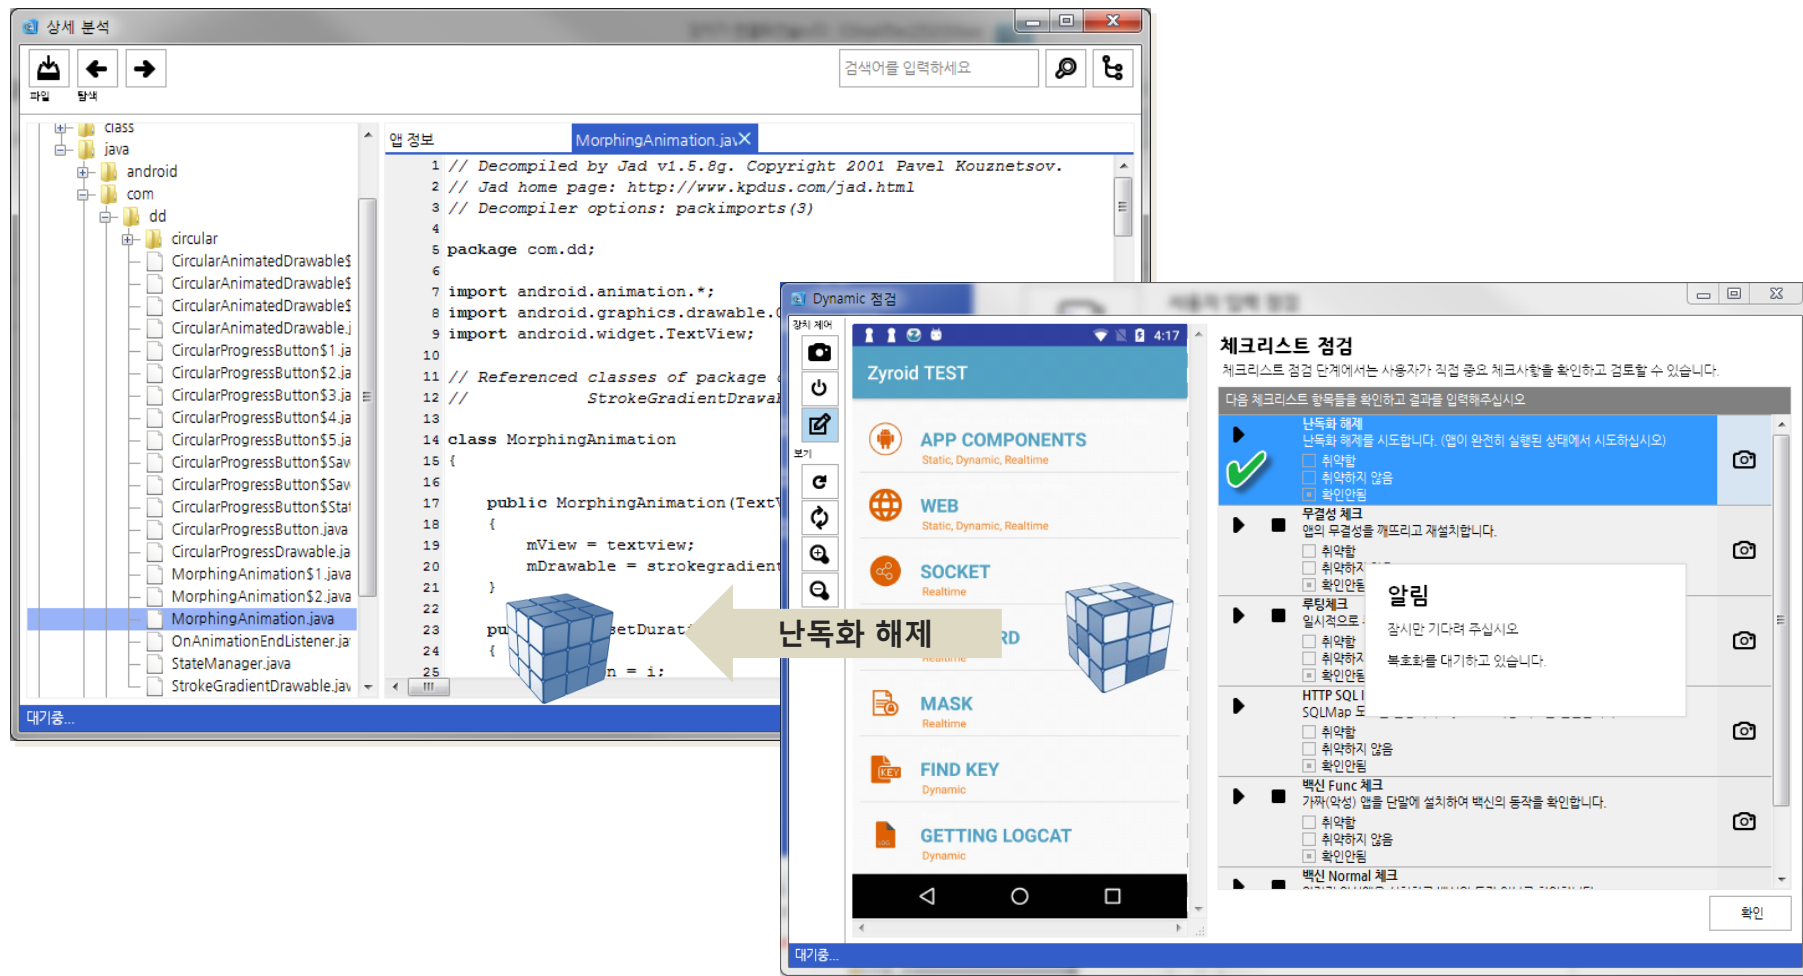 상세 분석
파일
탐색
검색어를 입력하세요
class
java
android
com
dd
circular
CircularAnimatedDrawable$
CircularAnimatedDrawable$
CircularAnimatedDrawable$
CircularAnimatedDrawable.j
CircularProgressButton$1.ja
CircularProgressButton$2.ja
CircularProgressButton$3.ja
CircularProgressButton$4.ja
CircularProgressButton$5.ja
CircularProgressButton$Sav
CircularProgressButton$Sav
CircularProgressButton$Stat
CircularProgressButton.java
CircularProgressDrawable.ja
MorphingAnimation$1.java
MorphingAnimation$2.java
MorphingAnimation.java
OnAnimationEndListener.ja
StateManager.java
StrokeGradientDrawable.jav
앱 정보
MorphingAnimation.jav
1 // Decompiled by Jad v1.5.8g. Copyright 2001 Pavel Kouznetsov.
2 // Jad home page: http://www.kpdus.com/jad.html
3 // Decompiler options: packimports(3)
4
5 package com.dd;
6
7 import android.animation.*;
8 import android.graphics.drawable.
9 import android.widget.TextView;
10
11 // Referenced classes of package
12 // StrokeGradientDrawab
13
14 class MorphingAnimation
15 {
16
17 public MorphingAnimation(TextV
18 {
19 mView = textview;
20 mDrawable = strokegradient
21 }
22
23 pu setDurat
24 {
25 n = i;
대기중...
난독화 해제
Dynamic 점검
장치 제어
보기
4:17
Zyroid TEST
APP COMPONENTS
Static, Dynamic, Realtime
WEB
Static, Dynamic, Realtime
SOCKET
Realtime
RD
Realtime
MASK
Realtime
KEY
FIND KEY
Dynamic
LOG
GETTING LOGCAT
Dynamic
체크리스트 점검
체크리스트 점검 단계에서는 사용자가 직접 중요 체크사항을 확인하고 검토할 수 있습니다.
다음 체크리스트 항목들을 확인하고 결과를 입력해주십시오
난독화 해제
난독화 해제를 시도합니다. (앱이 완전히 실행된 상태에서 시도하십시오)
취약함
취약하지 않음
확인안됨
무결성 체크
앱의 무결성을 깨뜨리고 재설치합니다.
취약함
취약하지
확인안됨
루팅체크
일시적으로
취약함
취약하지
확인안됨
HTTP SQL I
SQLMap
취약함
취약하지 않음
확인안됨
백신 Func 체크
가짜(악성) 앱을 단말에 설치하여 백신의 동작을 확인합니다.
취약함
취약하지 않음
확인안됨
백신 Normal 체크
알림
잠시만 기다려 주십시오
복호화를 대기하고 있습니다.
확인
대기중...